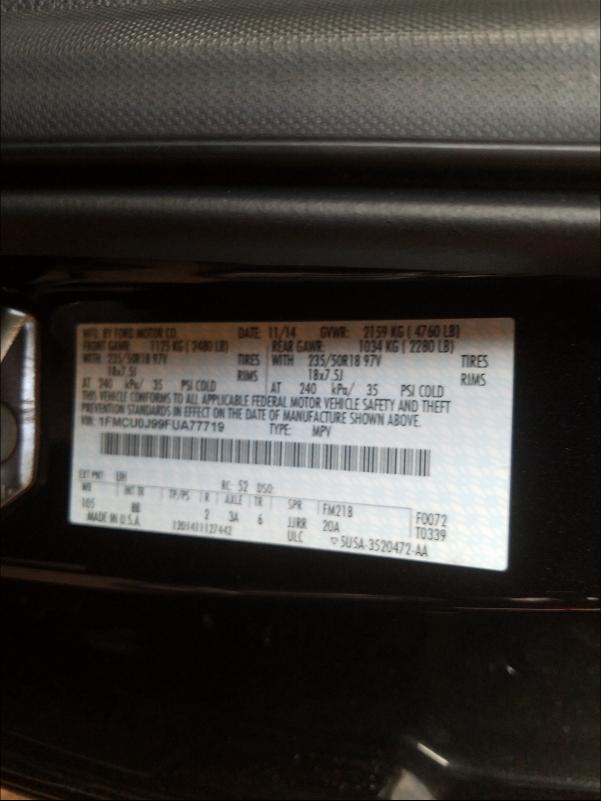 MFD. BY FORD MOTOR CO. DATE: 11/14 GVWR: 2159 KG ( 4760 LB)
FRONT GAWR: 1125 KG ( 2480 LB) REAR GAWR: 1034 KG ( 2280 LB)
WITH 235/50R18 97V TIRES WITH 235/50R18 97V TIRES
18x7.5J RIMS 18x7.5J RIMS
AT 240 kPa/ 35 PSI COLD AT 240 kPa/ 35 PSI COLD
THIS VEHICLE CONFORMS TO ALL APPLICABLE FEDERAL MOTOR VEHICLE SAFETY AND THEFT
PREVENTION STANDARDS IN EFFECT ON THE DATE OF MANUFACTURE SHOWN ABOVE.
VIN: 1FMCU0J99FUA77719 TYPE: MPV
EXT PNT: UH RC: 52 DSO:
WB INT TR TP/PS R AXLE TR SPR FM21B F0072
105 BB 2 3A 6 JJRR 20A T0339
MADE IN U.S.A. 1201411127442 ULC ▽5U5A-3520472-AA